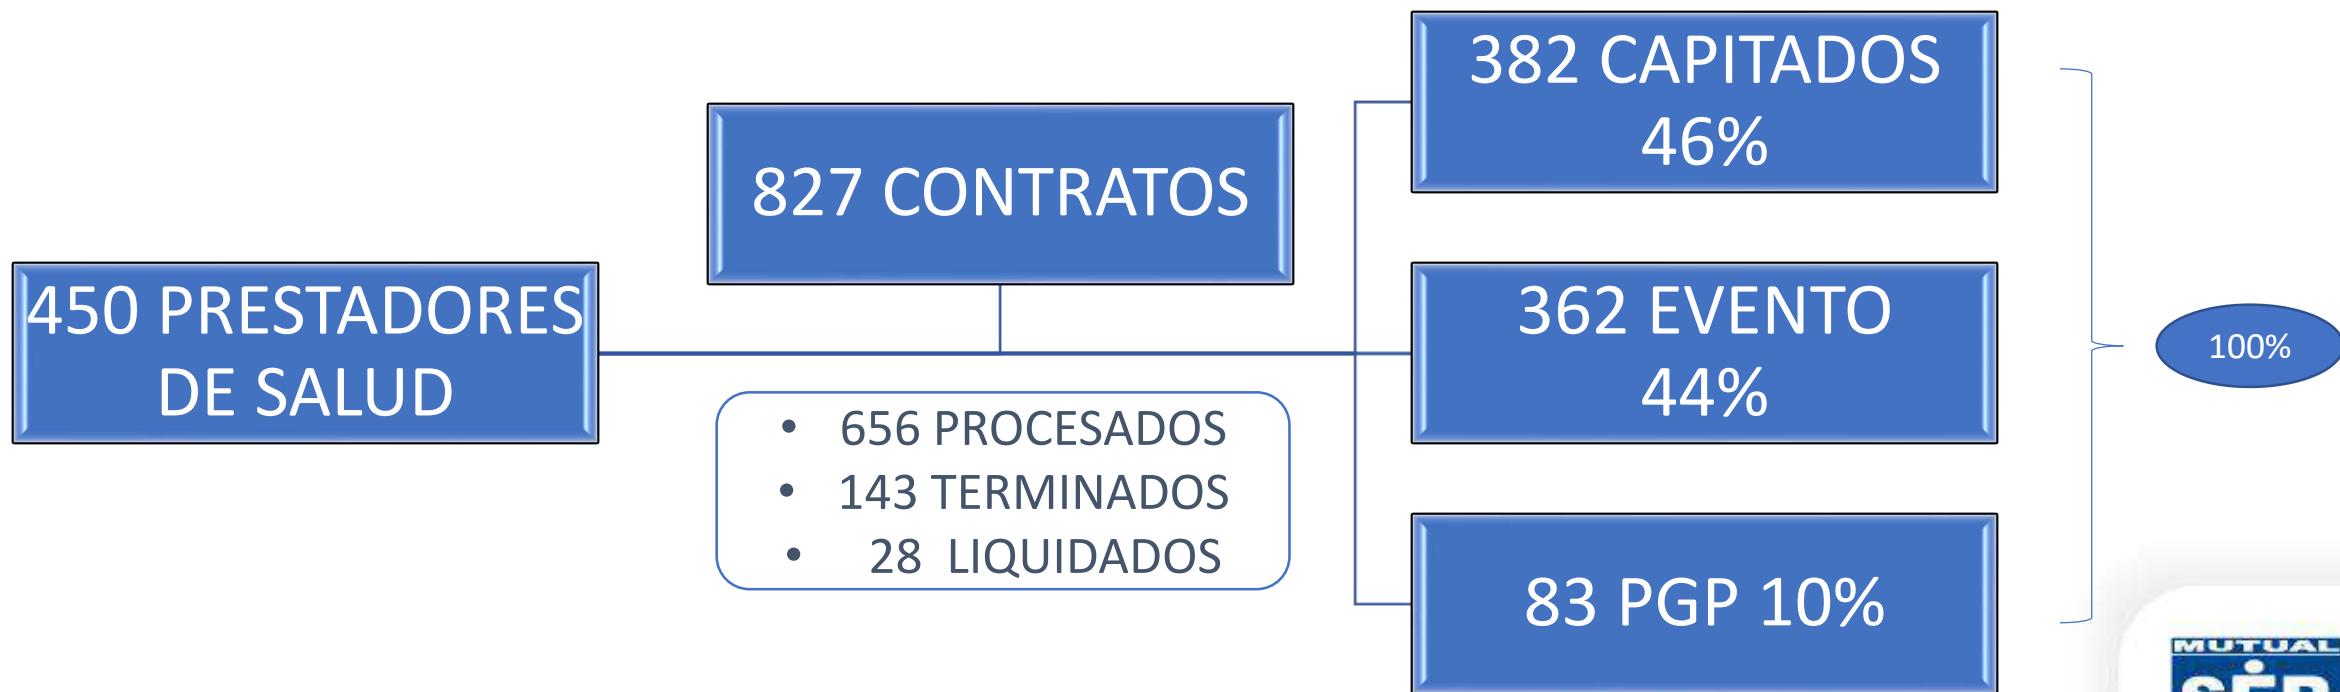 450 PRESTADORES
DE SALUD
827 CONTRATOS
• 656 PROCESADOS
• 143 TERMINADOS
• 28 LIQUIDADOS
382 CAPITADOS
46%
362 EVENTO
44%
83 PGP 10%
100%
MUTUAL
SER